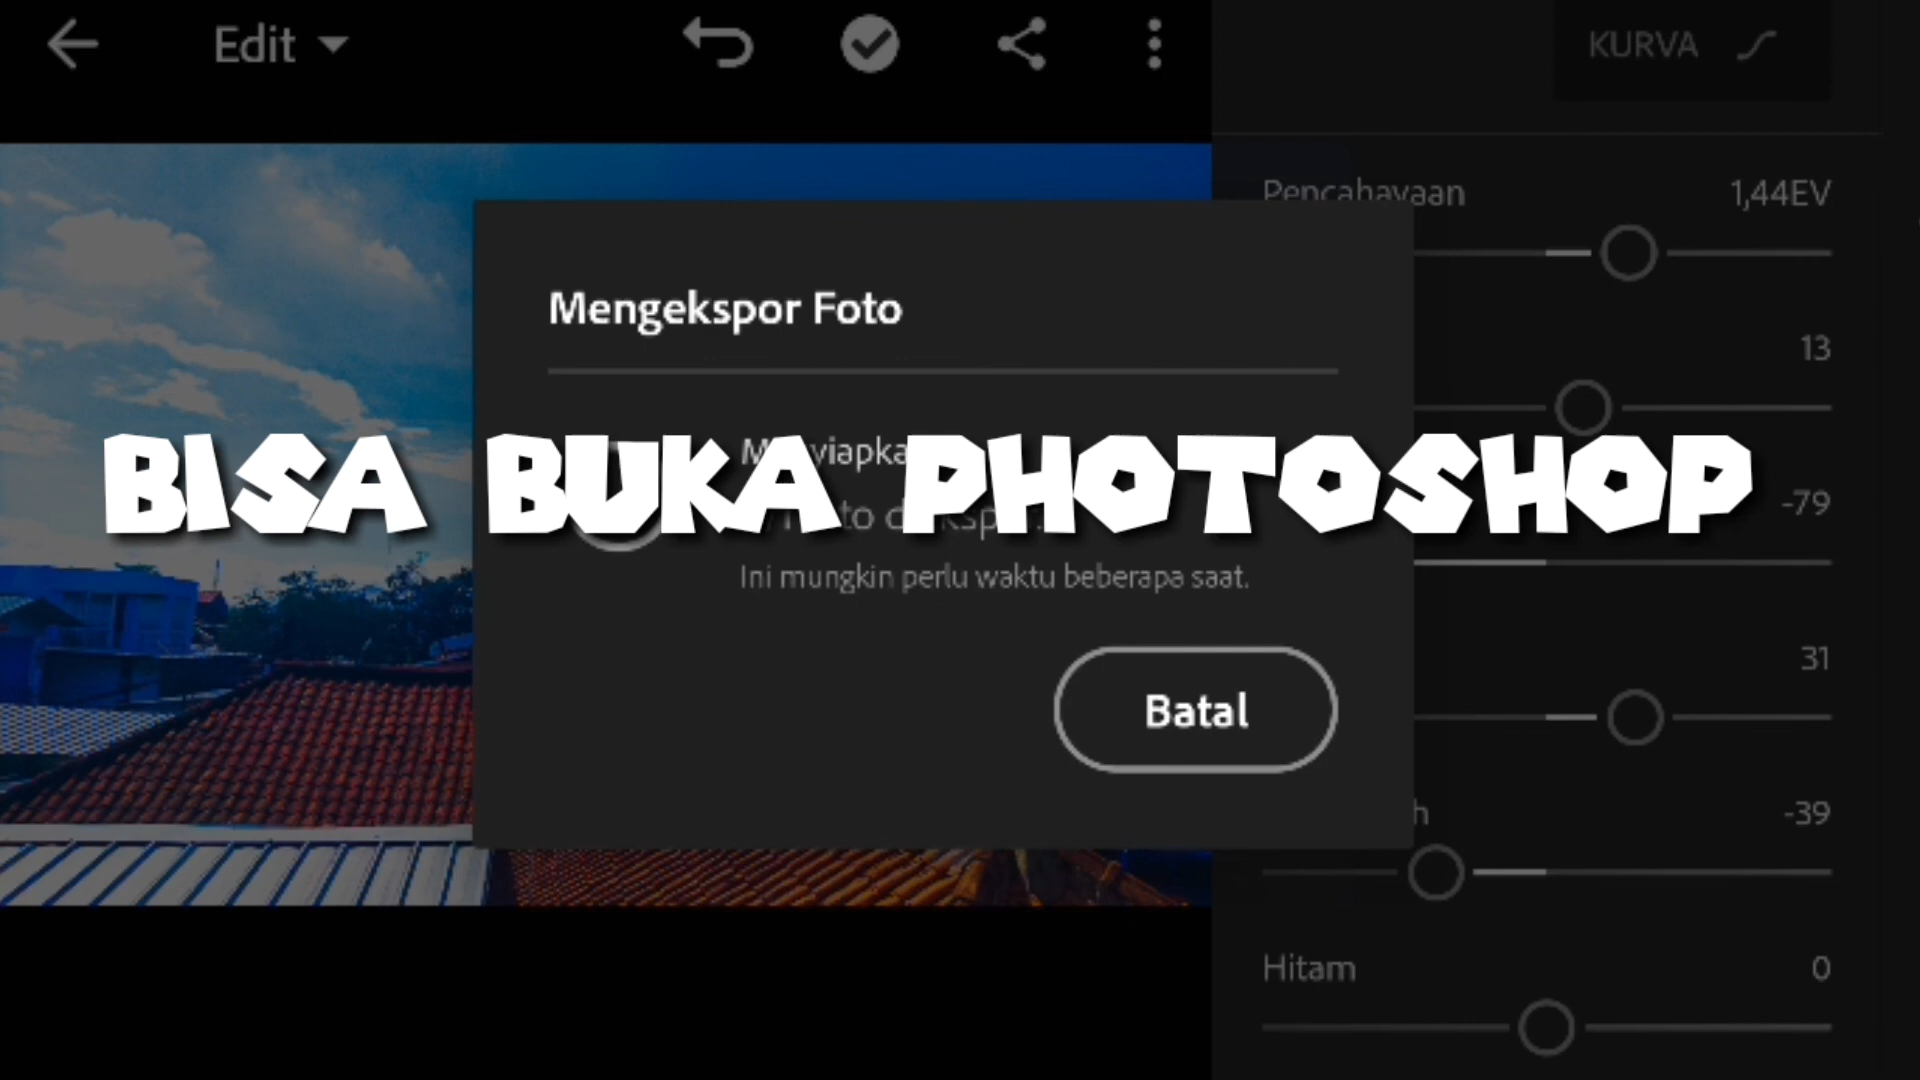 Edit
KURVA
Pencahayaan 1,44EV
Mengekspor Foto
13
BISA BUKA PHOTOSHOP
-79
Ini mungkin perlu waktu beberapa saat.
31
Batal
-39
Hitam 0